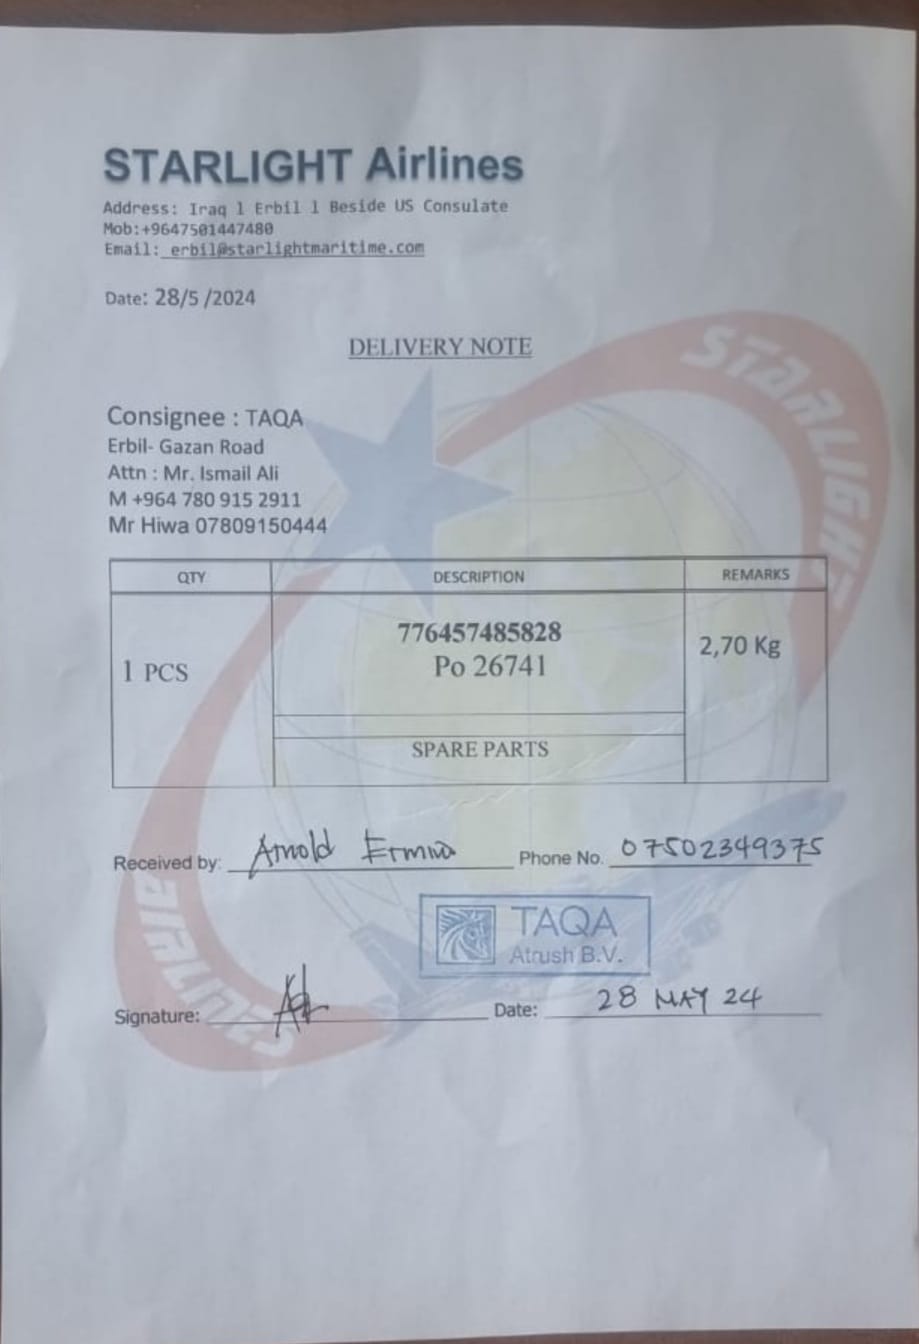 STARLIGHT Airlines
Address: Iraq l Erbil l Beside US Consulate
Mob:+9647501447480
Email: erbil@starlightmaritime.com
Date: 28/5 /2024
DELIVERY NOTE
Consignee : TAQA
Erbil- Gazan Road
Attn : Mr. Ismail Ali
M +964 780 915 2911
Mr Hiwa 07809150444
QTY DESCRIPTION REMARKS
776457485828
1 PCS Po 26741 2,70 Kg
SPARE PARTS
Received by: Arnold Phone No. 07502349375
TAQA
Atrush B.V.
Signature: Date: 28 MAY 24
STARLIGHT
AIRLINES